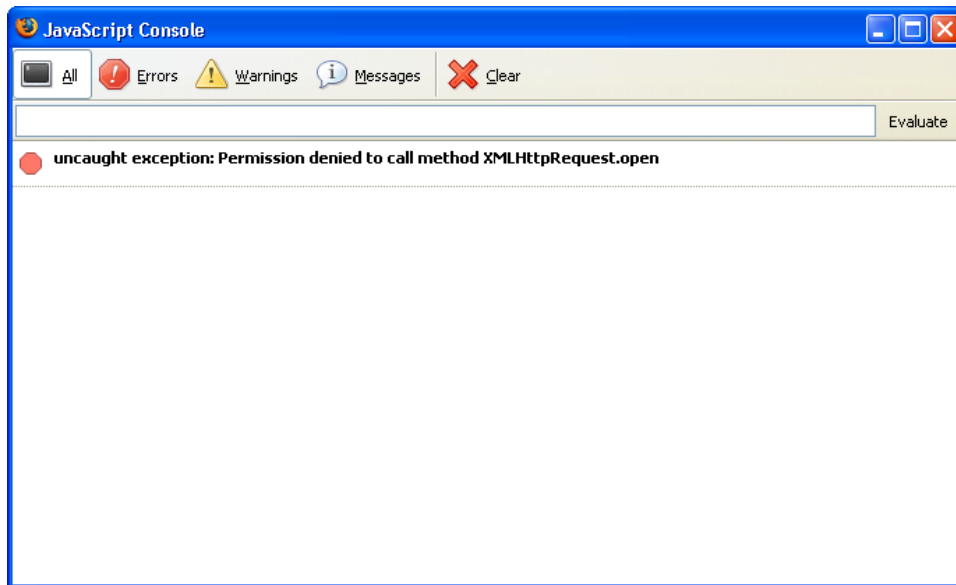 JavaScript Console
All Errors Warnings Messages Clear
Evaluate
uncaught exception: Permission denied to call method XMLHttpRequest.open